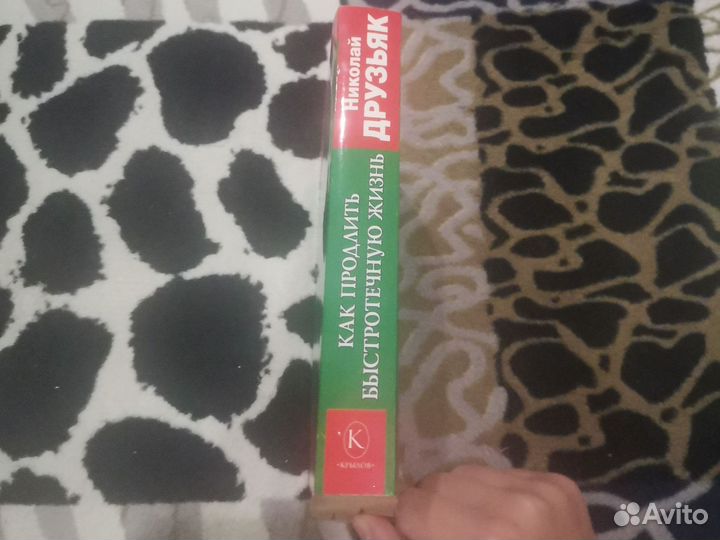 Николай
ДРУЗЬЯК
КАК ПРОДЛИТЬ
БЫСТРОТЕЧНУЮ ЖИЗНЬ
К
«КРЫЛОВ»
Avito